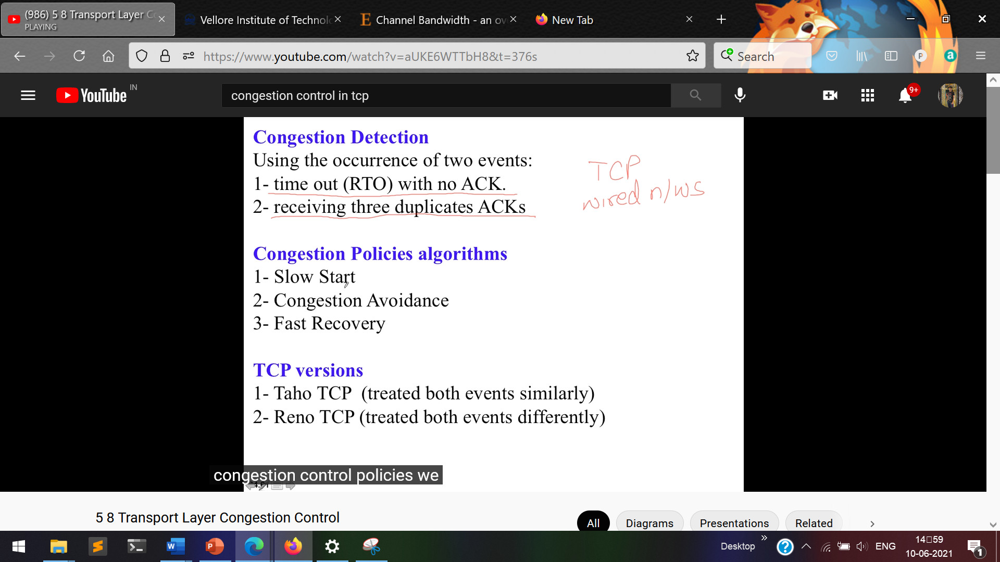 (986) 5 8 Transport Layer Co
PLAYING
Vellore Institute of Technolo
E Channel Bandwidth - an ov
New Tab
https://www.youtube.com/watch?v=aUKE6WTTbH8&t=376s
Search
P
a
YouTube IN
congestion control in tcp
9+
Congestion Detection
Using the occurrence of two events:
1- time out (RTO) with no ACK.
2- receiving three duplicates ACKs
TCP
wired n/ws
Congestion Policies algorithms
1- Slow Start
2- Congestion Avoidance
3- Fast Recovery
TCP versions
1- Taho TCP (treated both events similarly)
2- Reno TCP (treated both events differently)
congestion control policies we
5 8 Transport Layer Congestion Control
All
Diagrams
Presentations
Related
Desktop
ENG
14 59
10-06-2021
1